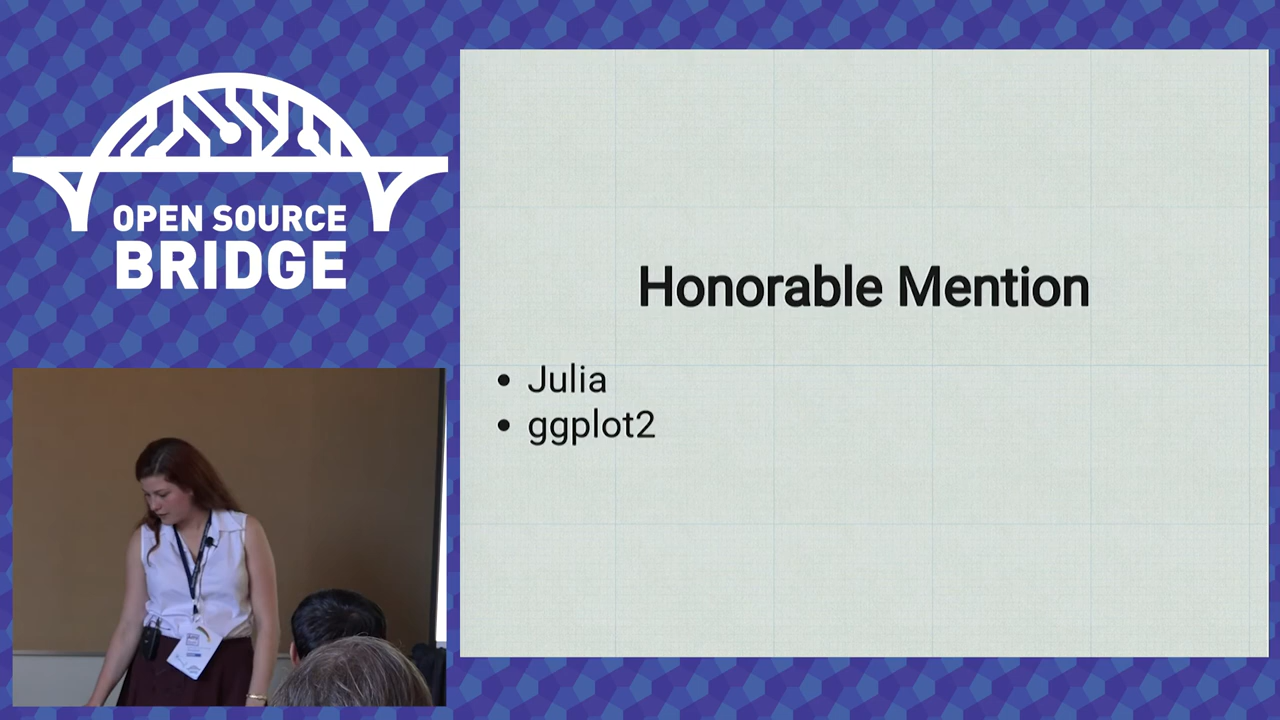 OPEN SOURCE
BRIDGE
Honorable Mention
• Julia
• ggplot2